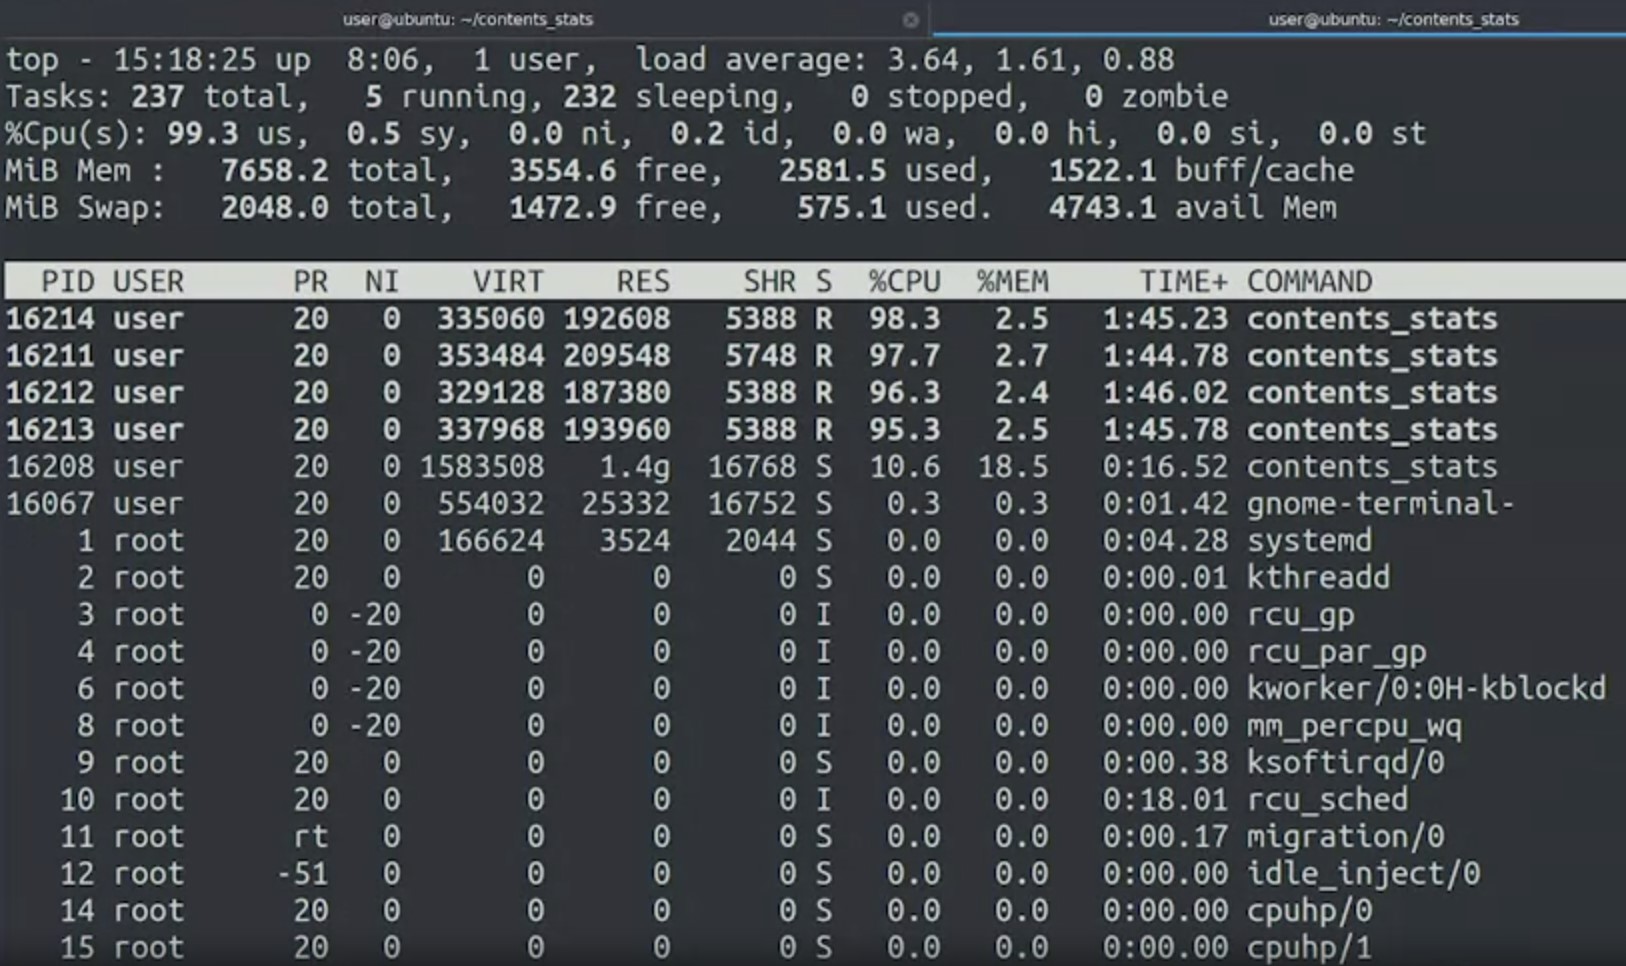 user@ubuntu: ~/contents_stats user@ubuntu: ~/contents_stats
top - 15:18:25 up  8:06,  1 user,  load average: 3.64, 1.61, 0.88
Tasks: 237 total,   5 running, 232 sleeping,   0 stopped,   0 zombie
%Cpu(s): 99.3 us,  0.5 sy,  0.0 ni,  0.2 id,  0.0 wa,  0.0 hi,  0.0 si,  0.0 st
MiB Mem :   7658.2 total,   3554.6 free,   2581.5 used,   1522.1 buff/cache
MiB Swap:   2048.0 total,   1472.9 free,    575.1 used.   4743.1 avail Mem
PID USER      PR  NI    VIRT    RES    SHR S  %CPU  %MEM     TIME+ COMMAND
16214 user      20   0  335060 192608   5388 R  98.3   2.5   1:45.23 contents_stats
16211 user      20   0  353484 209548   5748 R  97.7   2.7   1:44.78 contents_stats
16212 user      20   0  329128 187380   5388 R  96.3   2.4   1:46.02 contents_stats
16213 user      20   0  337968 193960   5388 R  95.3   2.5   1:45.78 contents_stats
16208 user      20   0 1583508   1.4g  16768 S  10.6  18.5   0:16.52 contents_stats
16067 user      20   0  554032  25332  16752 S   0.3   0.3   0:01.42 gnome-terminal-
1 root      20   0  166624   3524   2044 S   0.0   0.0   0:04.28 systemd
2 root      20   0       0      0      0 S   0.0   0.0   0:00.01 kthreadd
3 root       0 -20       0      0      0 I   0.0   0.0   0:00.00 rcu_gp
4 root       0 -20       0      0      0 I   0.0   0.0   0:00.00 rcu_par_gp
6 root       0 -20       0      0      0 I   0.0   0.0   0:00.00 kworker/0:0H-kblockd
8 root       0 -20       0      0      0 I   0.0   0.0   0:00.00 mm_percpu_wq
9 root      20   0       0      0      0 S   0.0   0.0   0:00.38 ksoftirqd/0
10 root      20   0       0      0      0 I   0.0   0.0   0:18.01 rcu_sched
11 root      rt   0       0      0      0 S   0.0   0.0   0:00.17 migration/0
12 root     -51   0       0      0      0 S   0.0   0.0   0:00.00 idle_inject/0
14 root      20   0       0      0      0 S   0.0   0.0   0:00.00 cpuhp/0
15 root      20   0       0      0      0 S   0.0   0.0   0:00.00 cpuhp/1